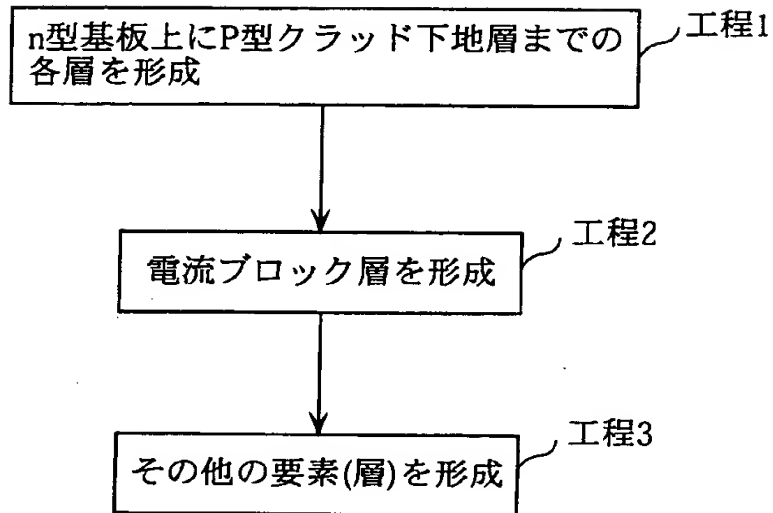 n型基板上にP型クラッド下地層までの
各層を形成
工程1
電流ブロック層を形成
工程2
その他の要素(層)を形成
工程3